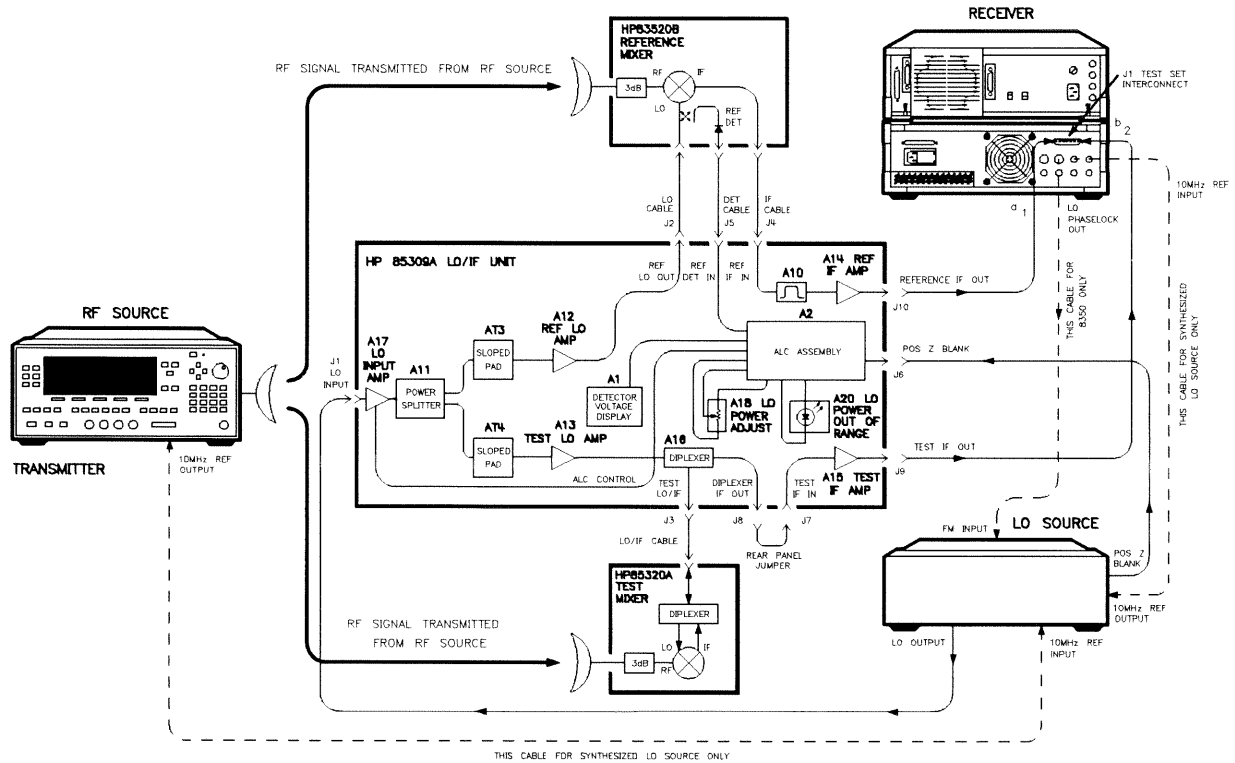 RECEIVER
HP83520B
REFERENCE
MIXER
RF SIGNAL TRANSMITTED FROM RF SOURCE
3dB
RF
IF
LO
REF
DET
J1 TEST SET
INTERCONNECT
b
2
a
1
10MHz REF
INPUT
LO
PHASELOCK
OUT
LO
CABLE
J2
DET
CABLE
J5
IF
CABLE
J4
THIS CABLE FOR
8350 ONLY
THIS CABLE FOR SYNTHESIZED
LO SOURCE ONLY
HP 85309A LO/IF UNIT
REF
LO OUT
REF
DET IN
REF
IF IN
A10
A14 REF
IF AMP
REFERENCE IF OUT
J10
RF SOURCE
TRANSMITTER
10MHz REF
OUTPUT
J1
LO
INPUT
A17
LO
INPUT
AMP
A11
POWER
SPLITTER
AT3
SLOPED
PAD
A12
REF LO
AMP
A2
ALC ASSEMBLY
POS Z BLANK
J6
A1
DETECTOR
VOLTAGE
DISPLAY
A18 LO
POWER
ADJUST
A20 LO
POWER
OUT OF
RANGE
AT4
SLOPED
PAD
A13
TEST LO AMP
A16
DIPLEXER
ALC CONTROL
TEST
LO/IF
DIPLEXER
IF OUT
TEST
IF IN
A15 TEST
IF AMP
TEST IF OUT
J9
J3
J8
J7
LO/IF CABLE
REAR PANEL
JUMPER
FM INPUT
LO SOURCE
POS Z
BLANK
10MHz REF
OUTPUT
LO OUTPUT
10MHz REF
INPUT
HP85320A
TEST
MIXER
DIPLEXER
LO
IF
3dB
RF
RF SIGNAL TRANSMITTED
FROM RF SOURCE
THIS CABLE FOR SYNTHESIZED LO SOURCE ONLY